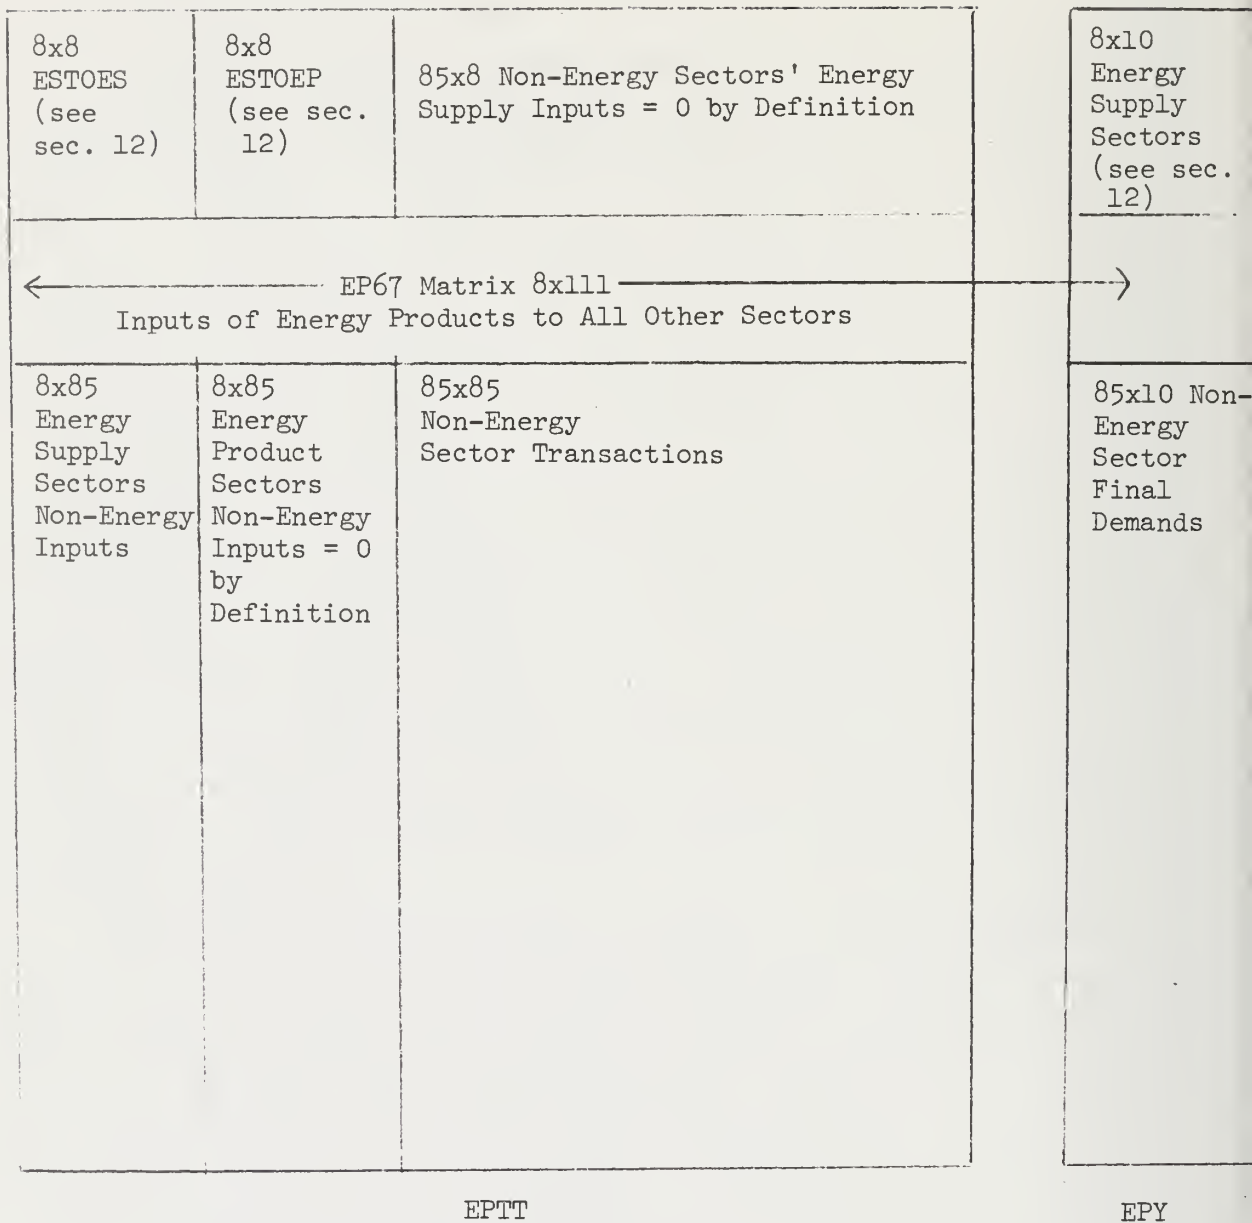 8x8
ESTOES
(see
sec. 12)
8x8
ESTOEP
(see sec.
12)
85x8 Non-Energy Sectors' Energy
Supply Inputs = 0 by Definition
8x10
Energy
Supply
Sectors
(see sec.
12)
EP67 Matrix 8x111
Inputs of Energy Products to All Other Sectors
8x85
Energy
Supply
Sectors
Non-Energy
Inputs
8x85
Energy
Product
Sectors
Non-Energy
Inputs = 0
by
Definition
85x85
Non-Energy
Sector Transactions
85x10 Non-
Energy
Sector
Final
Demands
EPTT
EPY